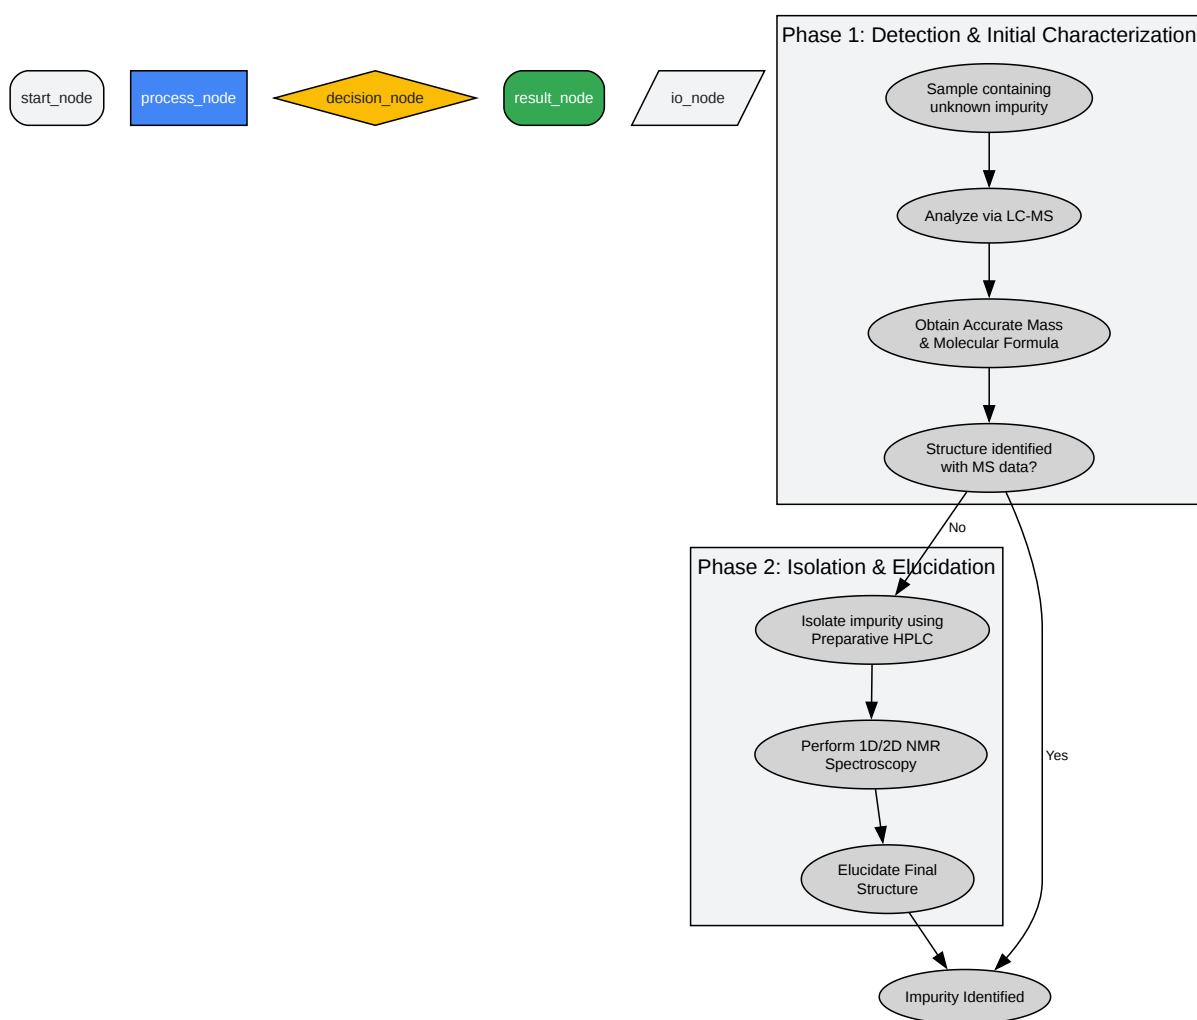 Phase 1: Detection & Initial Characterization
start_node
process_node
decision_node
result_node
io_node
Sample containing
unknown impurity
Analyze via LC-MS
Obtain Accurate Mass
& Molecular Formula
Structure identified
with MS data?
No
Phase 2: Isolation & Elucidation
Isolate impurity using
Preparative HPLC
Perform 1D/2D NMR
Spectroscopy
Yes
Elucidate Final
Structure
Impurity Identified